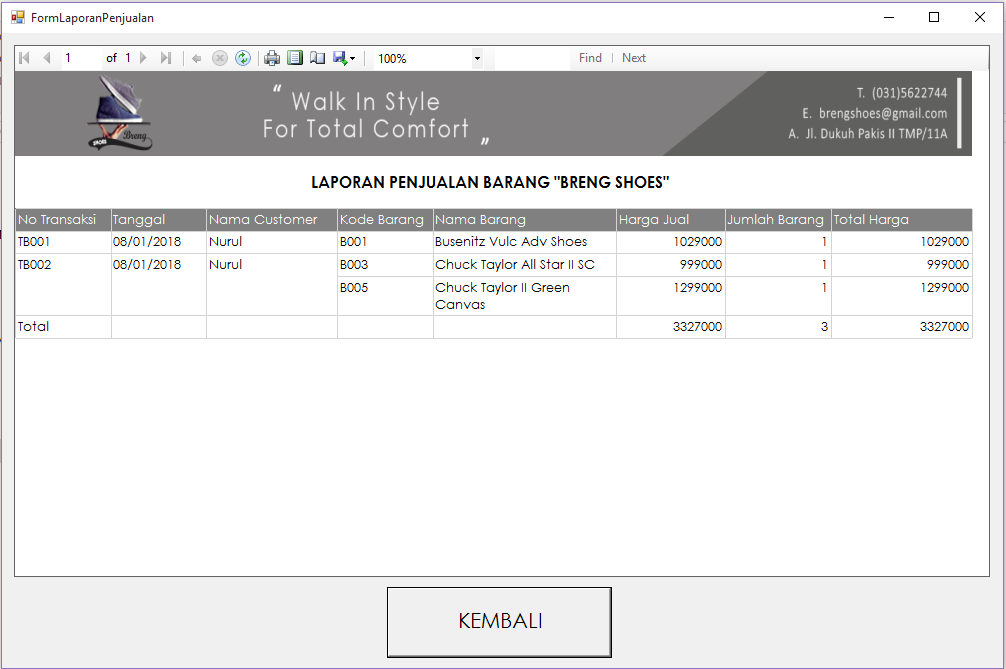 FormLaporanPenjualan
1 of 1 100% Find | Next
“ Walk In Style
For Total Comfort „
Breng
SHOES
T. (031)5622744
E. brengshoes@gmail.com
A. Jl. Dukuh Pakis II TMP/11A
LAPORAN PENJUALAN BARANG "BRENG SHOES"
No Transaksi Tanggal Nama Customer Kode Barang Nama Barang Harga Jual Jumlah Barang Total Harga
TB001 08/01/2018 Nurul B001 Busenitz Vulc Adv Shoes 1029000 1 1029000
TB002 08/01/2018 Nurul B003 Chuck Taylor All Star II SC 999000 1 999000
B005 Chuck Taylor II Green 1299000 1 1299000
Canvas
Total 3327000 3 3327000
KEMBALI